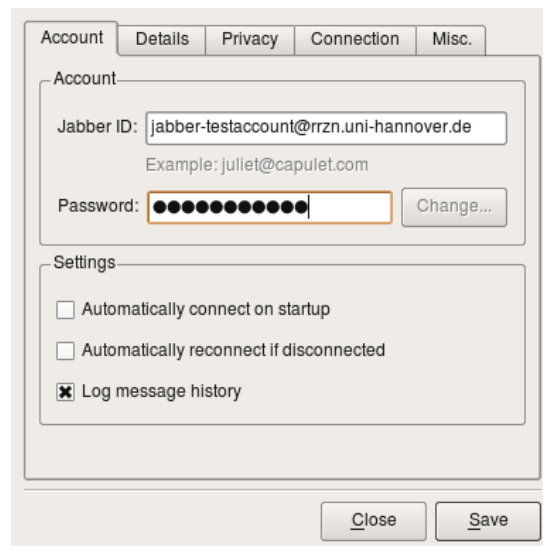 Account Details Privacy Connection Misc.
Account
Jabber ID: jabber-testaccount@rrzn.uni-hannover.de
Example: juliet@capulet.com
Password: ●●●●●●●●●●● Change...
Settings
Automatically connect on startup
Automatically reconnect if disconnected
Log message history
Close Save